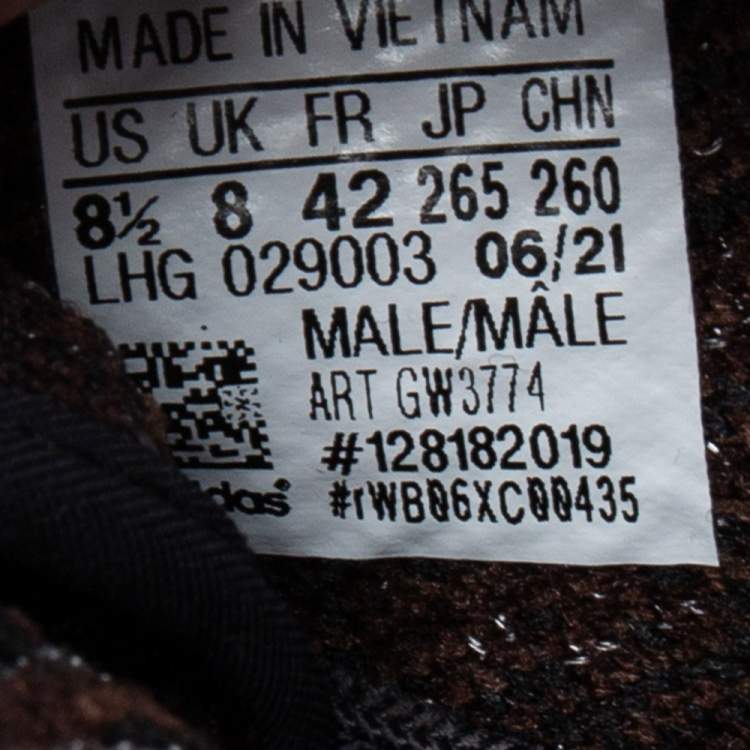 MADE IN VIETNAM
US UK FR JP CHN
8½ 8 42 265 260
LHG 029003 06/21
MALE/MÂLE
ART GW3774
#128182019
#rWB06XC00435